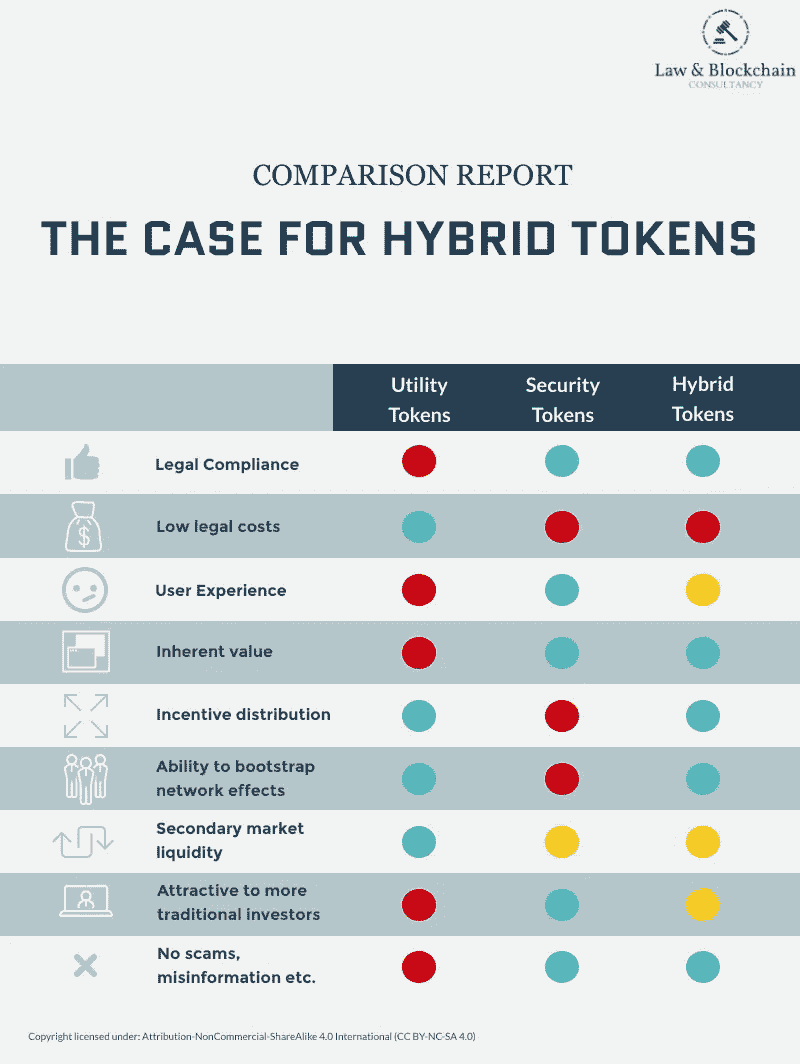 Law & Blockchain
CONSULTANCY
COMPARISON REPORT
THE CASE FOR HYBRID TOKENS
Utility
Tokens
Security
Tokens
Hybrid
Tokens
Legal Compliance
$
Low legal costs
User Experience
Inherent value
Incentive distribution
Ability to bootstrap
network effects
Secondary market
liquidity
Attractive to more
traditional investors
No scams,
misinformation etc.
Copyright licensed under: Attribution-NonCommercial-ShareAlike 4.0 International (CC BY-NC-SA 4.0)